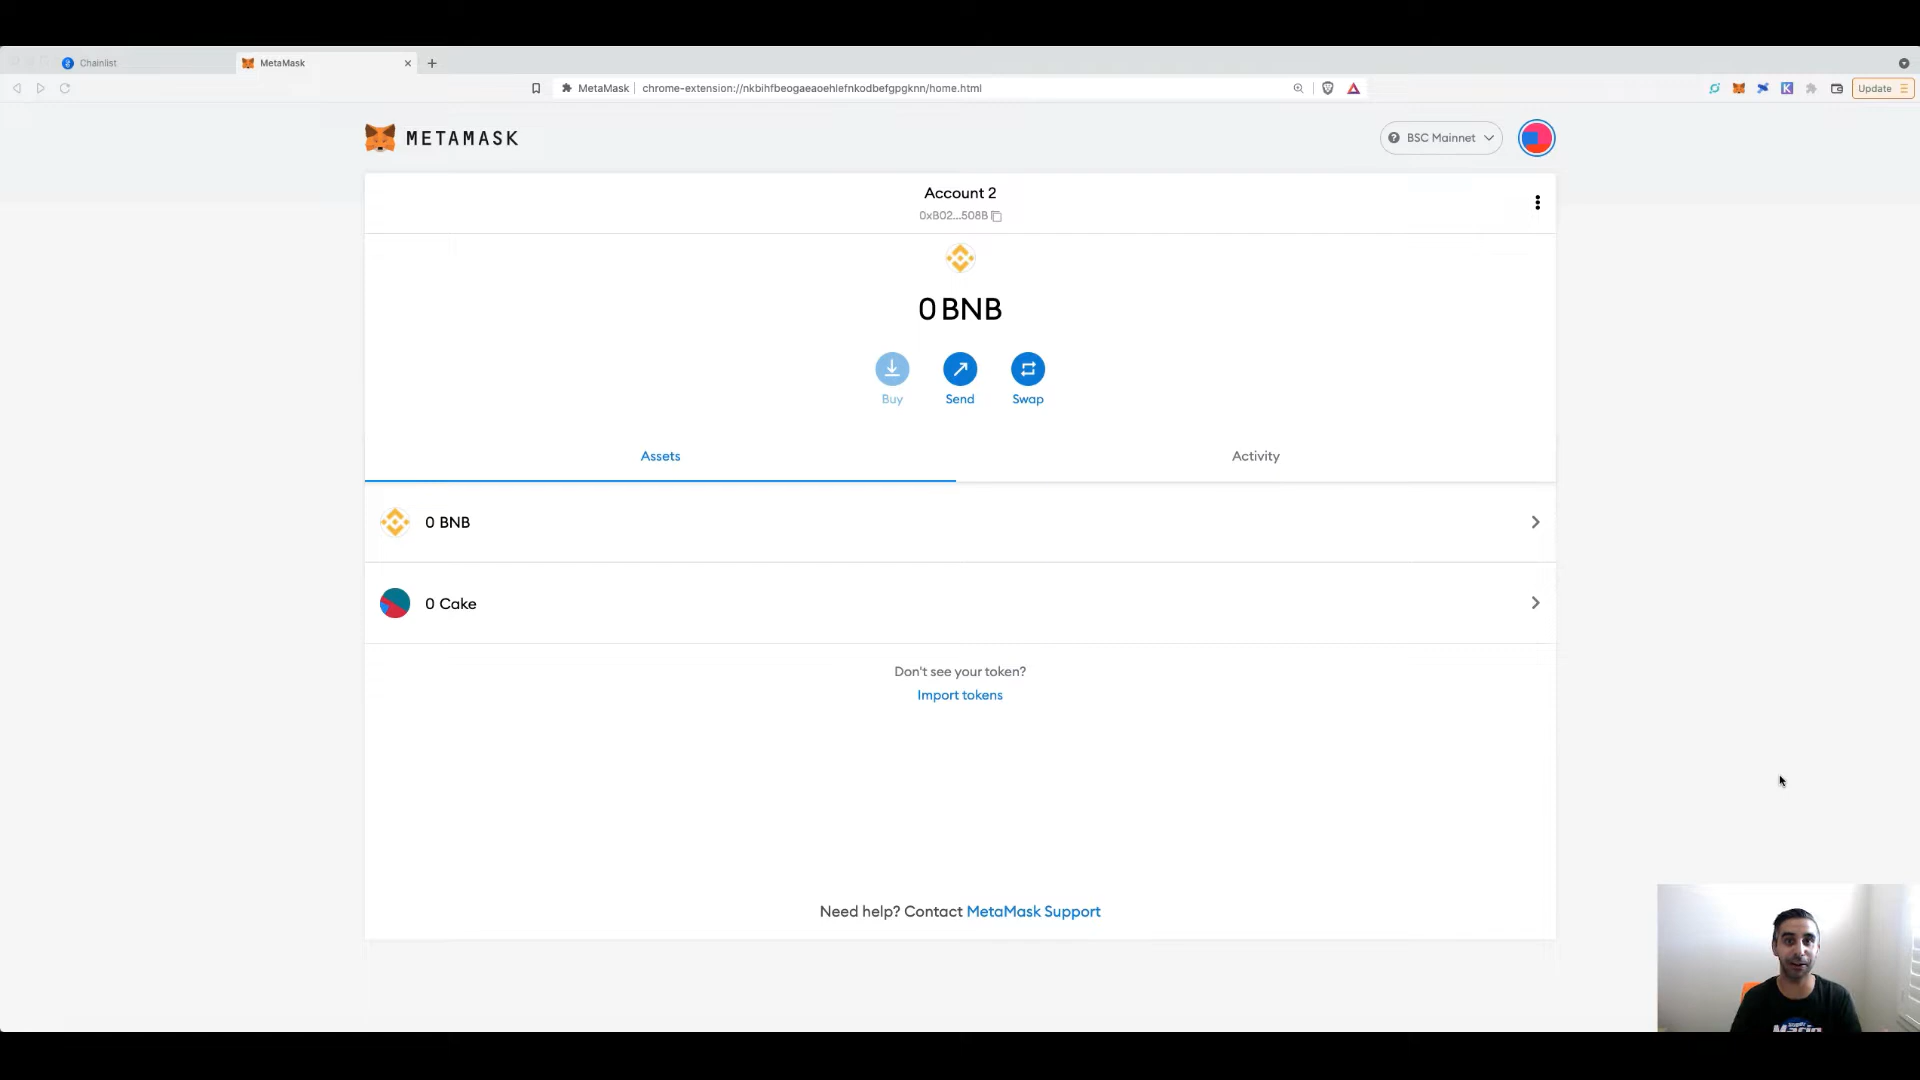 Chainlist
MetaMask
MetaMask
chrome-extension://nkbihfbeogaeaoehlefnkodbefgpgknn/home.html
Update
METAMASK
BSC Mainnet
Account 2
0xB02...508B
0 BNB
Buy
Send
Swap
Assets
Activity
0 BNB
0 Cake
Don't see your token?
Import tokens
Need help? Contact MetaMask Support